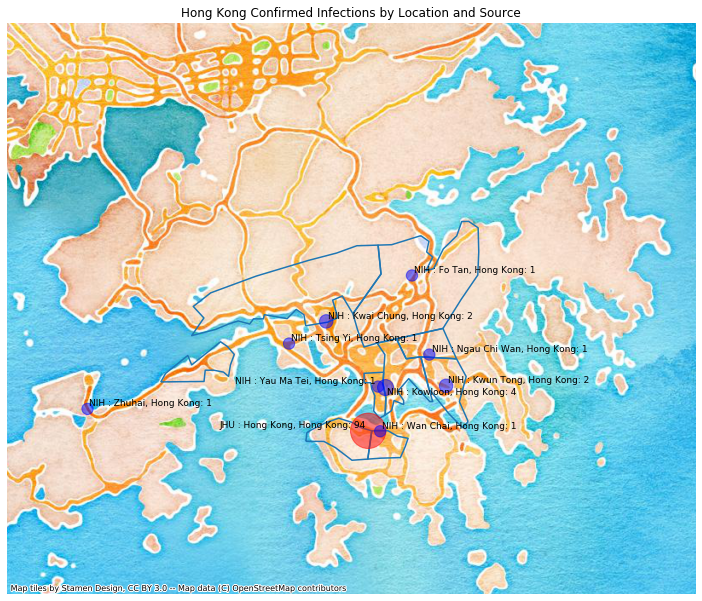 Hong Kong Confirmed Infections by Location and Source
NIH : Fo Tan, Hong Kong: 1
NIH : Kwai Chung, Hong Kong: 2
NIH : Tsing Yi, Hong Kong: 1
NIH : Ngau Chi Wan, Hong Kong: 1
NIH : Yau Ma Tei, Hong Kong: 1
NIH : Kwun Tong, Hong Kong: 2
NIH : Kowloon, Hong Kong: 4
NIH : Zhuhai, Hong Kong: 1
JHU : Hong Kong, Hong Kong: 94
NIH : Wan Chai, Hong Kong: 1
Map tiles by Stamen Design, CC BY 3.0 -- Map data (C) OpenStreetMap contributors